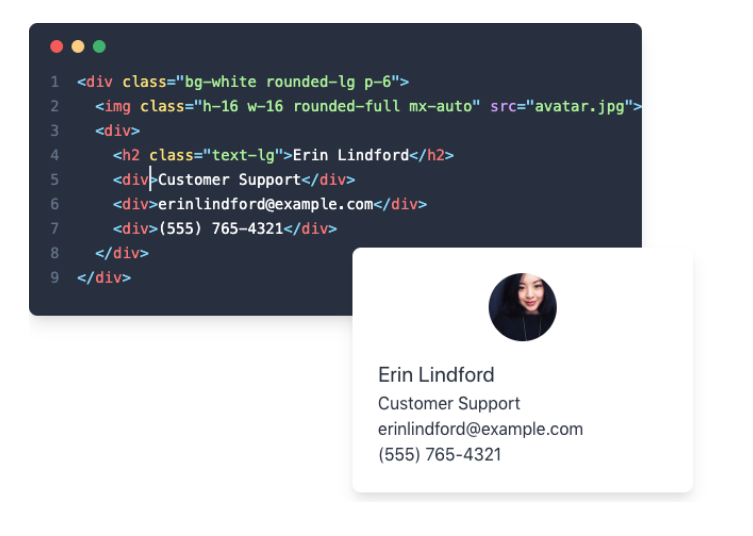 1 <div class="bg-white rounded-lg p-6">
2 <img class="h-16 w-16 rounded-full mx-auto" src="avatar.jpg">
3 <div>
4 <h2 class="text-lg">Erin Lindford</h2>
5 <div>Customer Support</div>
6 <div>erinlindford@example.com</div>
7 <div>(555) 765-4321</div>
8 </div>
9 </div>
Erin Lindford
Customer Support
erinlindford@example.com
(555) 765-4321